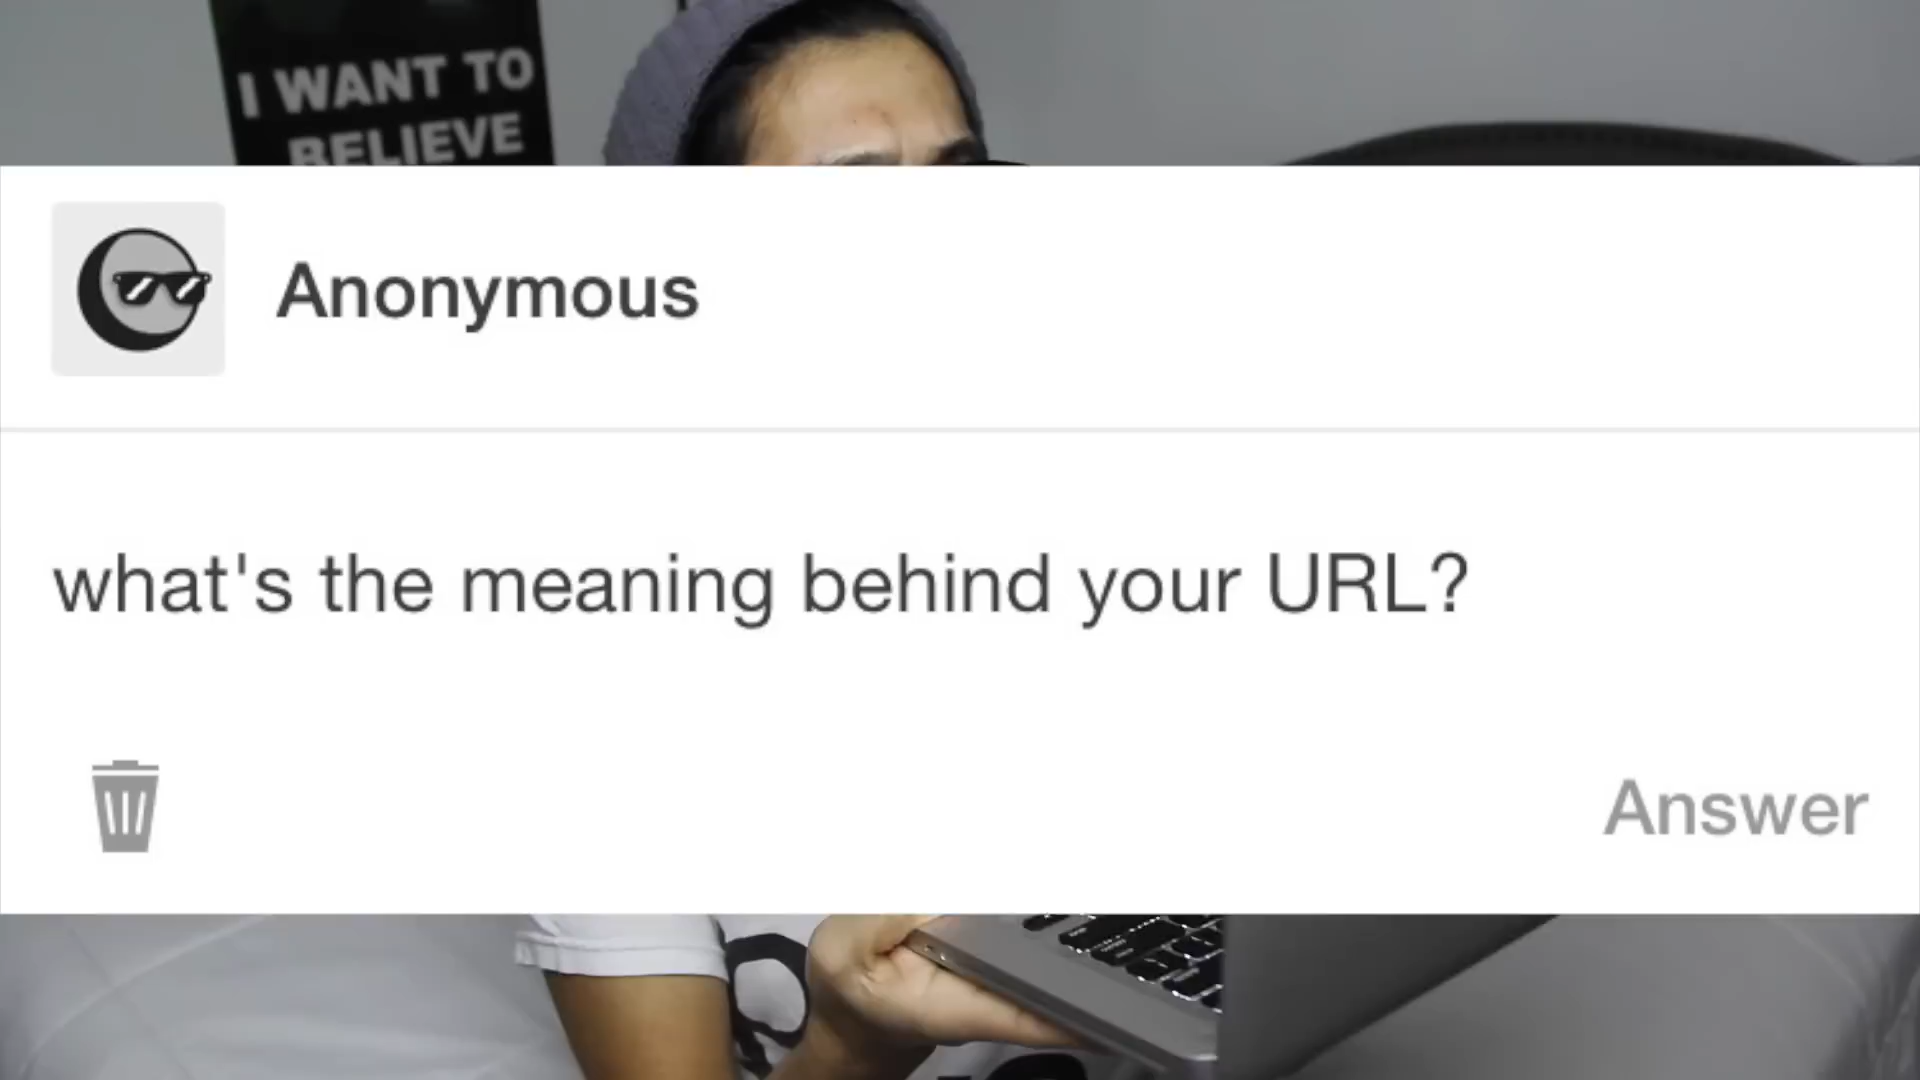 I WANT TO
BELIEVE
Anonymous
what's the meaning behind your URL?
Answer